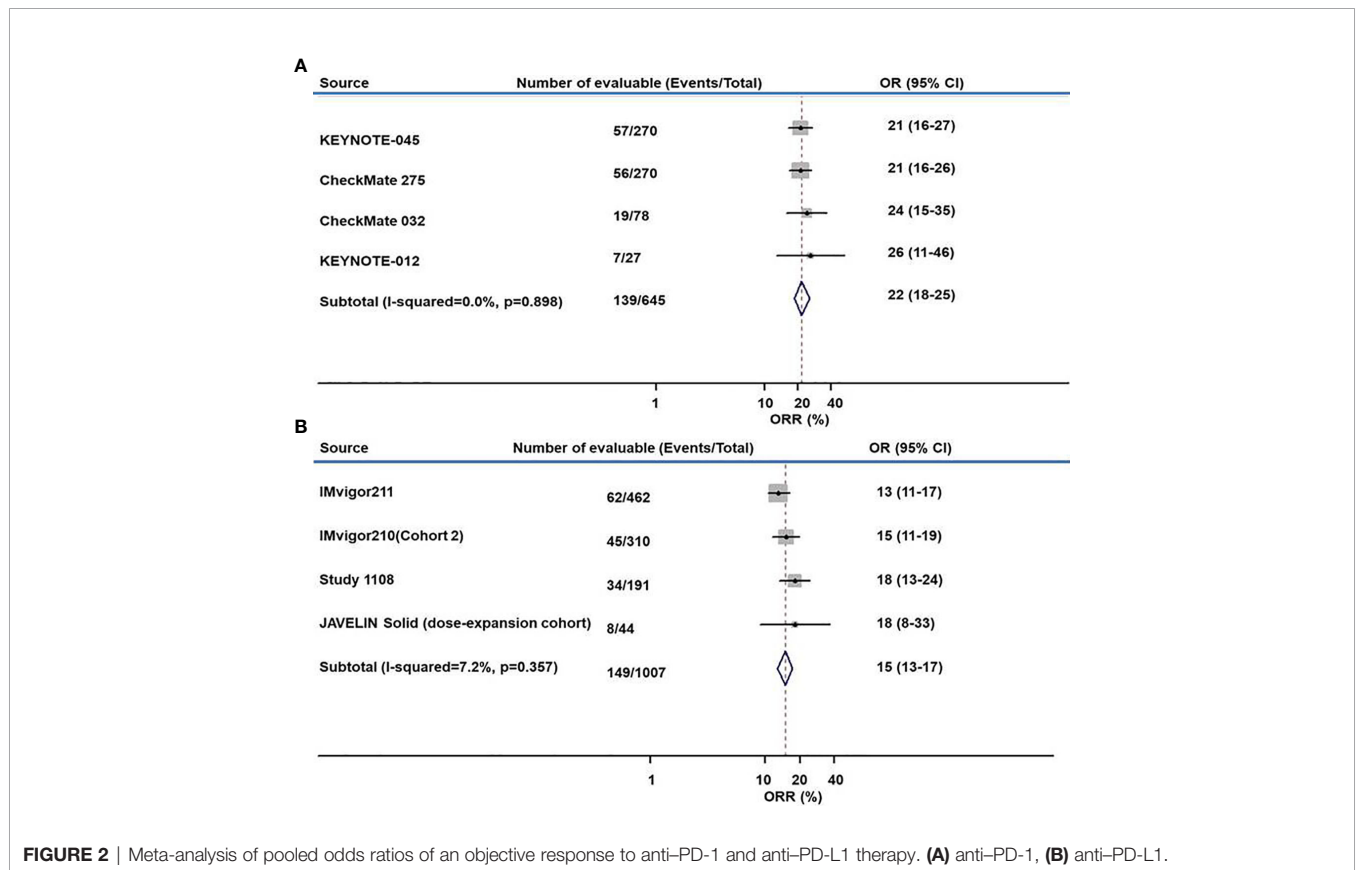 A
Source Number of evaluable (Events/Total) OR (95% CI)
KEYNOTE-045 57/270 21 (16-27)
CheckMate 275 56/270 21 (16-26)
CheckMate 032 19/78 24 (15-35)
KEYNOTE-012 7/27 26 (11-46)
Subtotal (I-squared=0.0%, p=0.898) 139/645 22 (18-25)
1 10 20 40
ORR (%)
B
Source Number of evaluable (Events/Total) OR (95% CI)
IMvigor211 62/462 13 (11-17)
IMvigor210(Cohort 2) 45/310 15 (11-19)
Study 1108 34/191 18 (13-24)
JAVELIN Solid (dose-expansion cohort) 8/44 18 (8-33)
Subtotal (I-squared=7.2%, p=0.357) 149/1007 15 (13-17)
1 10 20 40
ORR (%)
FIGURE 2 | Meta-analysis of pooled odds ratios of an objective response to anti–PD-1 and anti–PD-L1 therapy. (A) anti–PD-1, (B) anti–PD-L1.